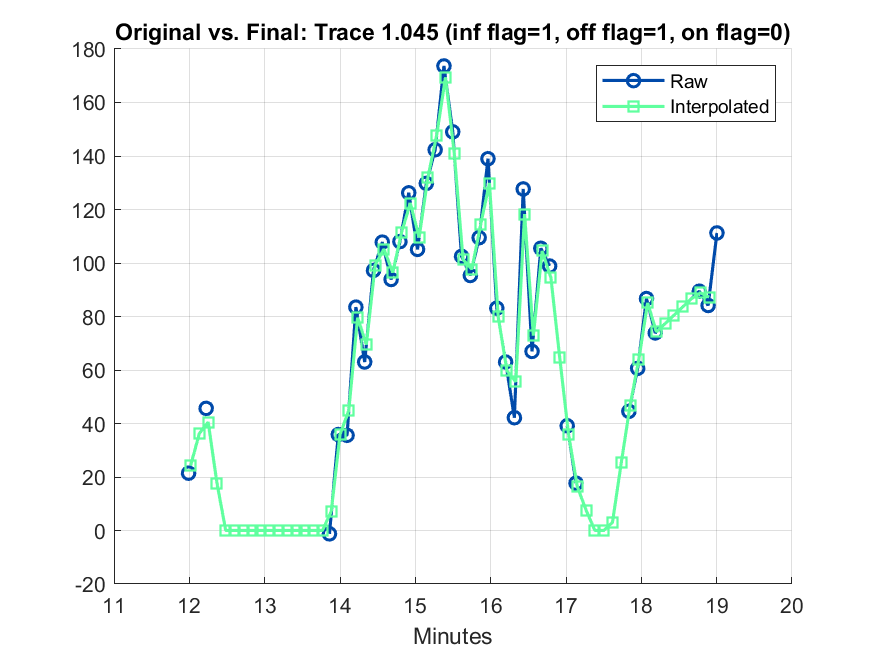 Original vs. Final: Trace 1.045 (inf flag=1, off flag=1, on flag=0)
180
160
140
120
100
80
60
40
20
0
-20
Raw
Interpolated
11 12 13 14 15 16 17 18 19 20
Minutes